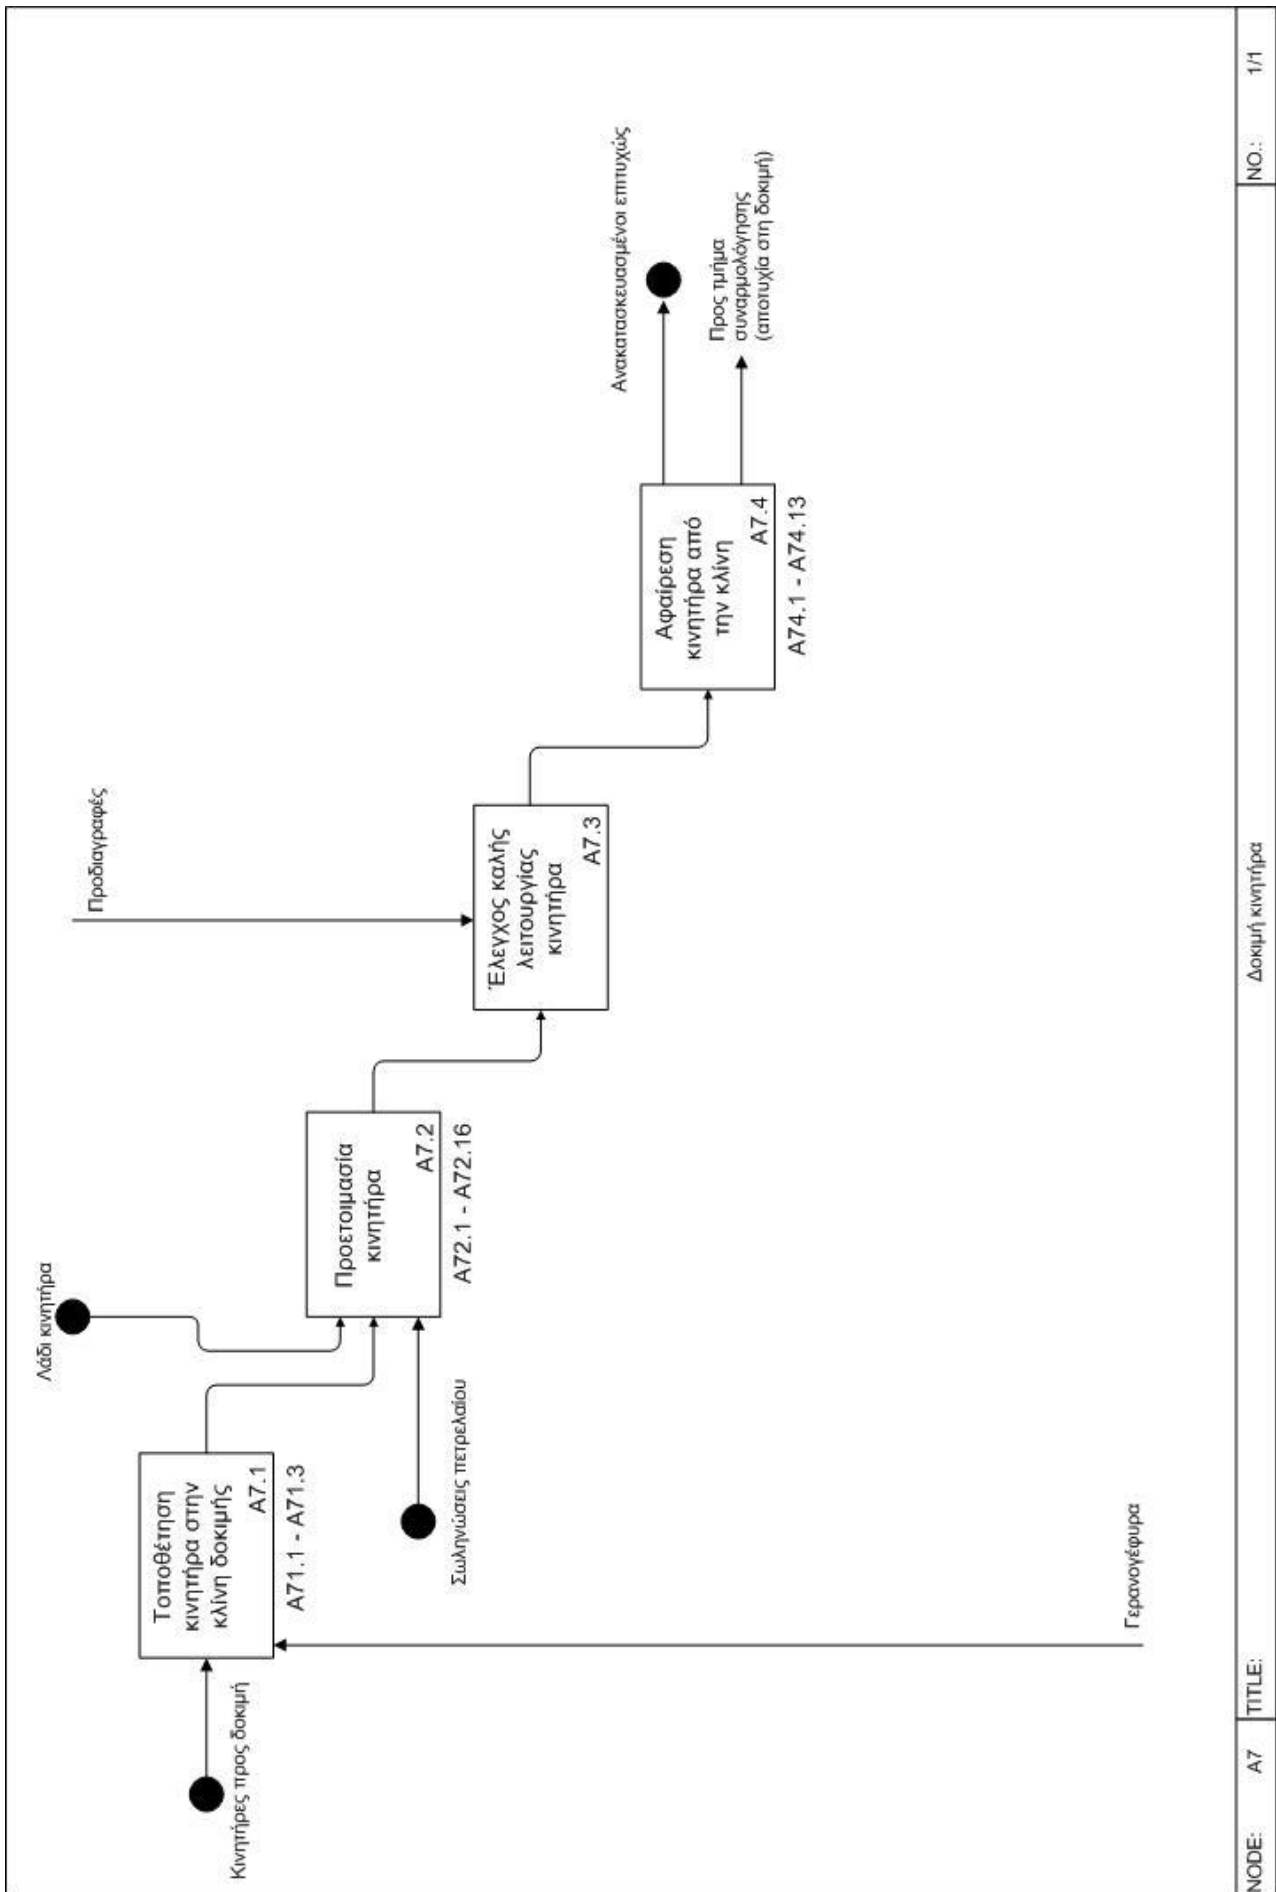 Λάδι κινητήρα
Προδιαγραφές
Κινητήρες προς δοκιμή
Τοποθέτηση
κινητήρα στην
κλίνη δοκιμής
A7.1
A71.1 - A71.3
Σωληνώσεις πετρελαίου
Προετοιμασία
κινητήρα
A7.2
A72.1 - A72.16
Έλεγχος καλής
λειτουργίας
κινητήρα
A7.3
Αφαίρεση
κινητήρα από
την κλίνη
A7.4
A74.1 - A74.13
Ανακατασκευασμένοι επιτυχώς
Προς τμήμα
συναρμολόγησης
(αποτυχία στη δοκιμή)
Γερανογέφυρα
NODE: A7 TITLE: Δοκιμή κινητήρα NO.: 1/1